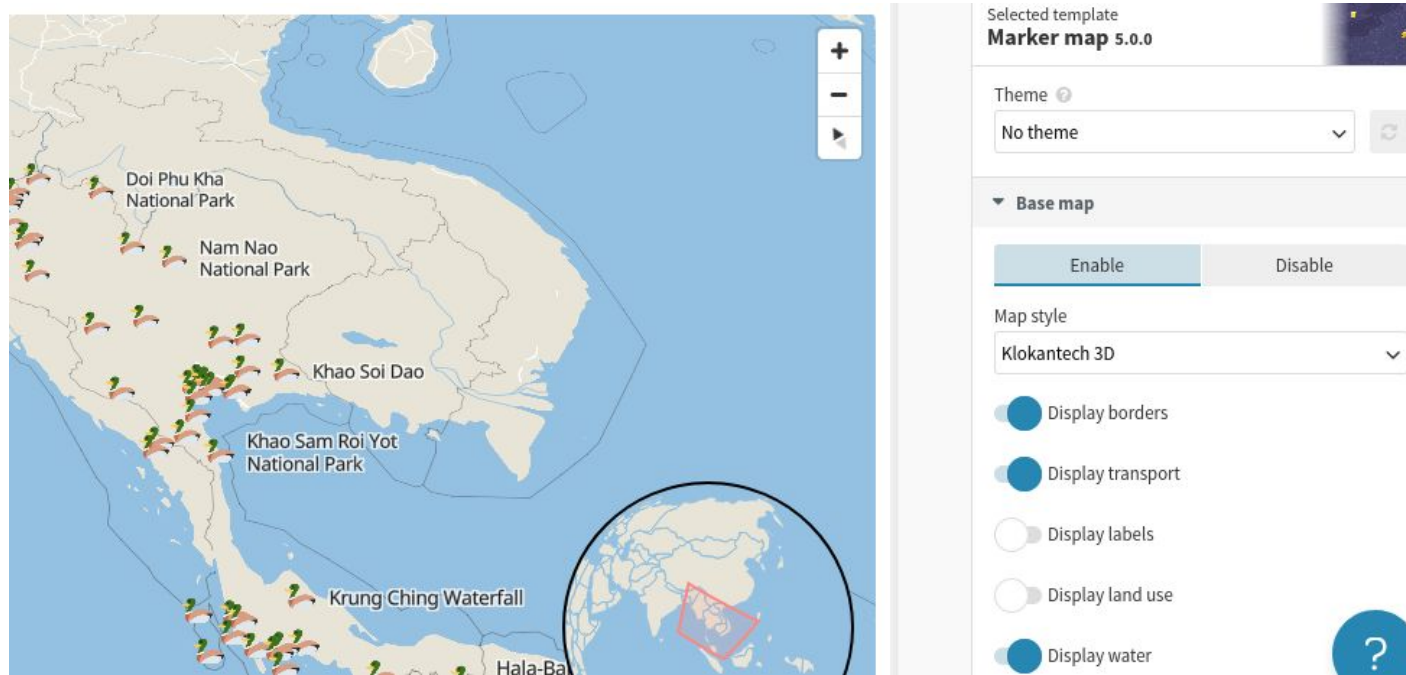 Doi Phu Kha
National Park
Nam Nao
National Park
Khao Soi Dao
Khao Sam Roi Yot
National Park
Krung Ching Waterfall
Hala-Ba
Selected template
Marker map 5.0.0
Theme ?
No theme
Base map
Enable Disable
Map style
Klokantech 3D
Display borders
Display transport
Display labels
Display land use
Display water
?